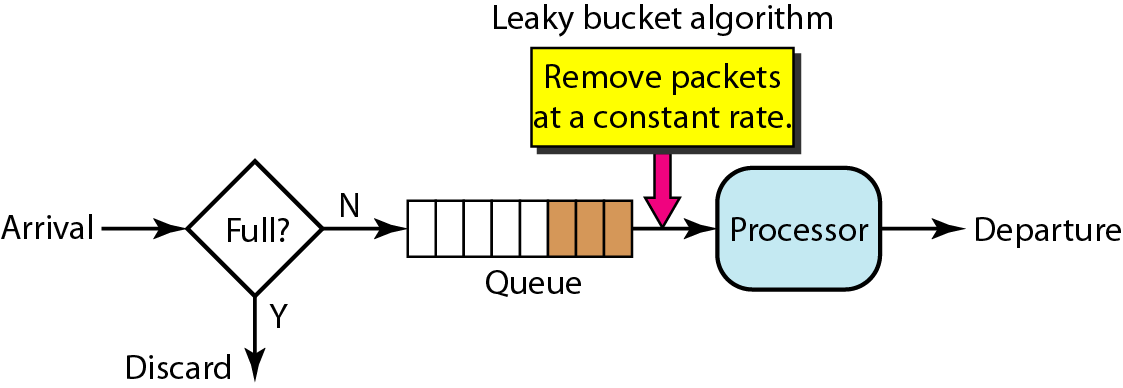 Leaky bucket algorithm
Remove packets
at a constant rate.
Arrival
Full?
N
Y
Discard
Queue
Processor
Departure